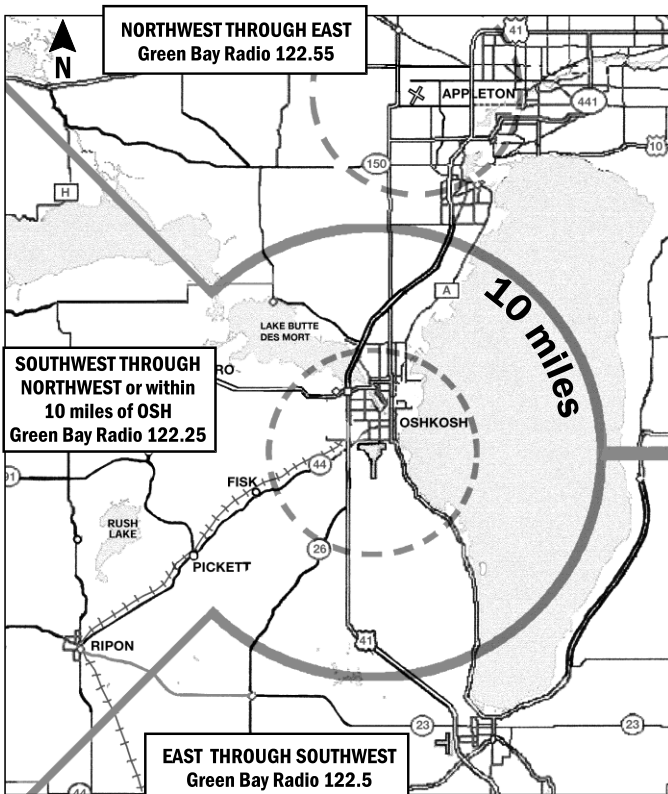 NORTHWEST THROUGH EAST
Green Bay Radio 122.55
N
41
APPLETON
441
150
10
H
A
10 miles
LAKE BUTTE
DES MORT
SOUTHWEST THROUGH
NORTHWEST or within
10 miles of OSH
Green Bay Radio 122.25
RO
OSHKOSH
44
91
FISK
RUSH
LAKE
26
PICKETT
RIPON
41
23
23
EAST THROUGH SOUTHWEST
Green Bay Radio 122.5
44